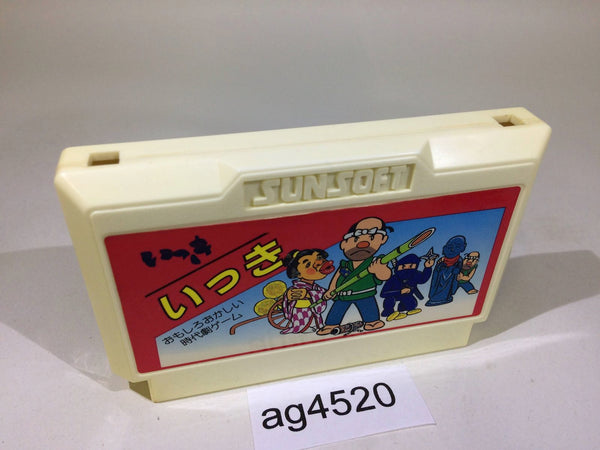 SUNSOFT
いっき
いっき
おもしろおかしい
時代劇ゲーム
ag4520